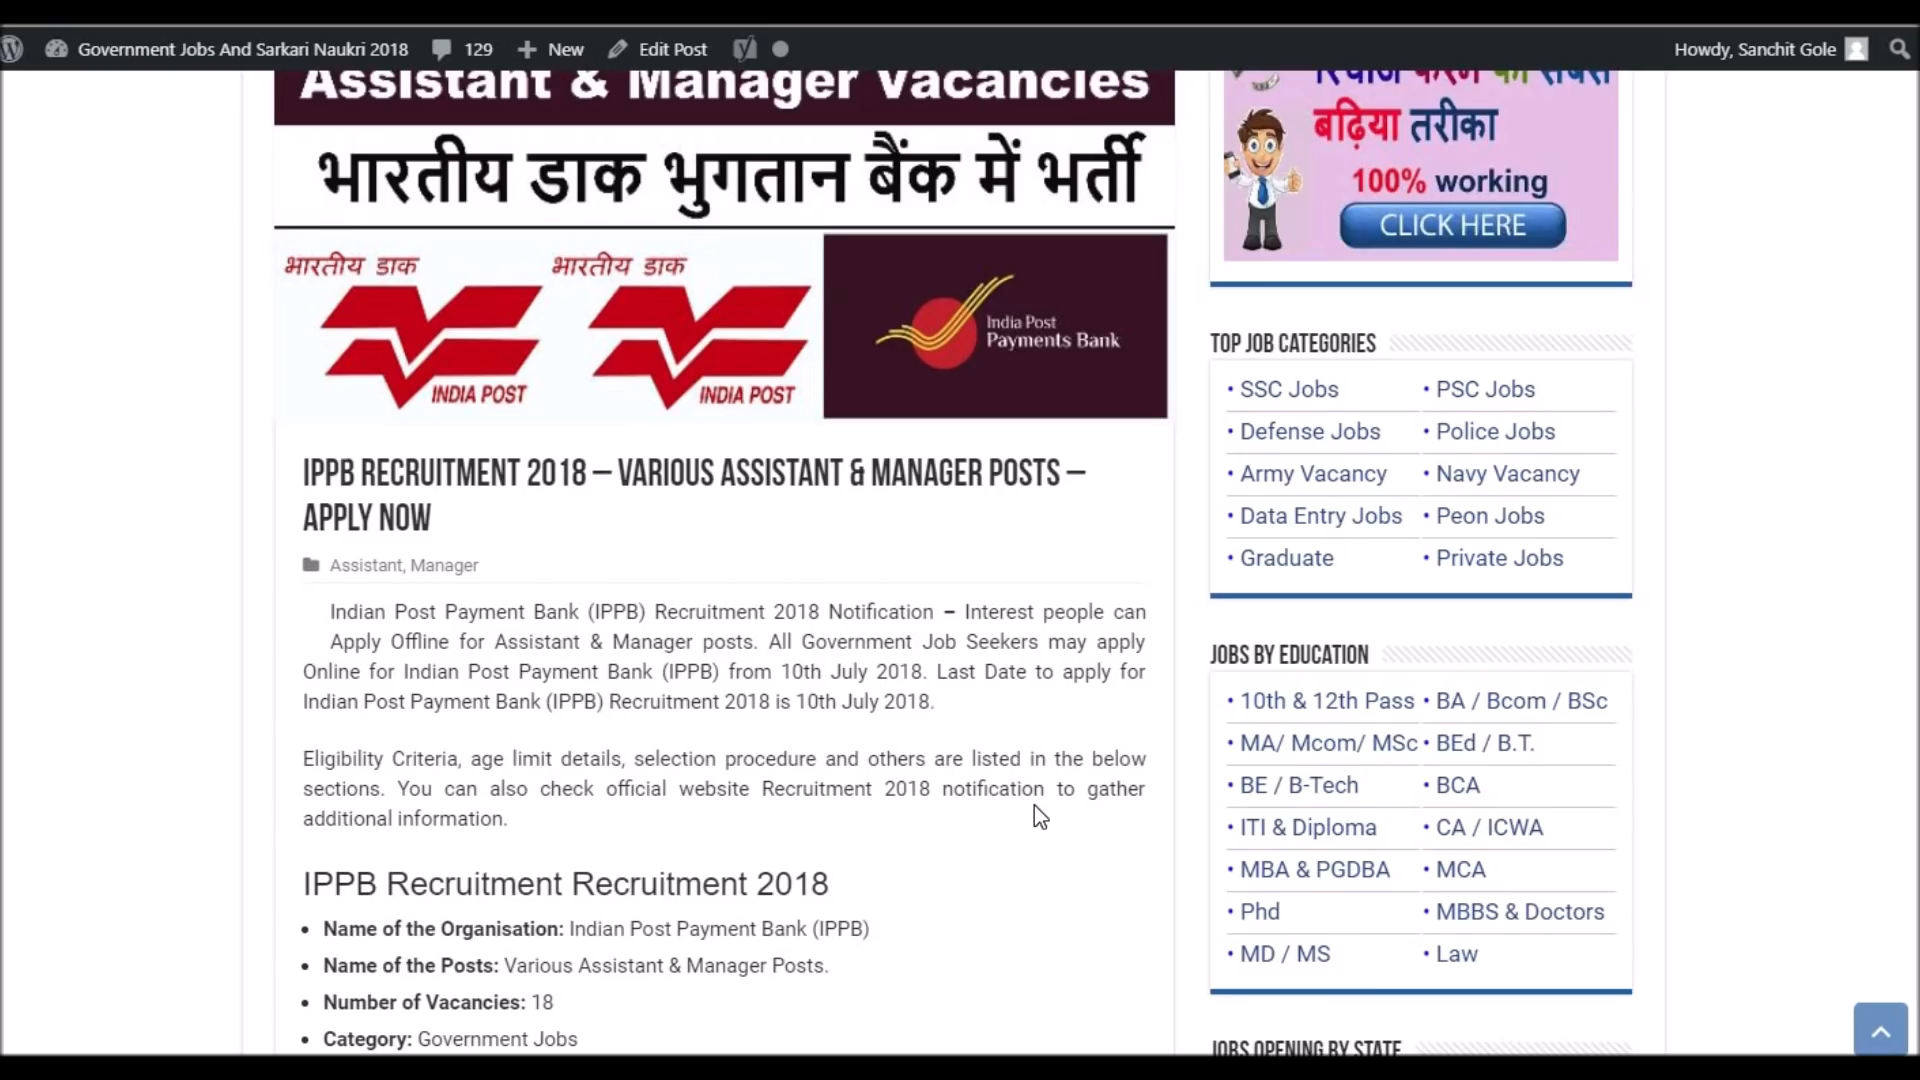 Government Jobs And Sarkari Naukri 2018 129 New Edit Post Howdy, Sanchit Gole
Assistant & Manager Vacancies
भारतीय डाक भुगतान बैंक में भर्ती
भारतीय डाक
INDIA POST
भारतीय डाक
INDIA POST
India Post
Payments Bank
IPPB RECRUITMENT 2018 – VARIOUS ASSISTANT & MANAGER POSTS –
APPLY NOW
Assistant, Manager
Indian Post Payment Bank (IPPB) Recruitment 2018 Notification – Interest people can
Apply Offline for Assistant & Manager posts. All Government Job Seekers may apply
Online for Indian Post Payment Bank (IPPB) from 10th July 2018. Last Date to apply for
Indian Post Payment Bank (IPPB) Recruitment 2018 is 10th July 2018.
Eligibility Criteria, age limit details, selection procedure and others are listed in the below
sections. You can also check official website Recruitment 2018 notification to gather
additional information.
IPPB Recruitment Recruitment 2018
• Name of the Organisation: Indian Post Payment Bank (IPPB)
• Name of the Posts: Various Assistant & Manager Posts.
• Number of Vacancies: 18
• Category: Government Jobs
बढ़िया तरीका
100% working
CLICK HERE
TOP JOB CATEGORIES
• SSC Jobs • PSC Jobs
• Defense Jobs • Police Jobs
• Army Vacancy • Navy Vacancy
• Data Entry Jobs • Peon Jobs
• Graduate • Private Jobs
JOBS BY EDUCATION
• 10th & 12th Pass • BA / Bcom / BSc
• MA/ Mcom/ MSc • BEd / B.T.
• BE / B-Tech • BCA
• ITI & Diploma • CA / ICWA
• MBA & PGDBA • MCA
• Phd • MBBS & Doctors
• MD / MS • Law
JOBS OPENING BY STATE